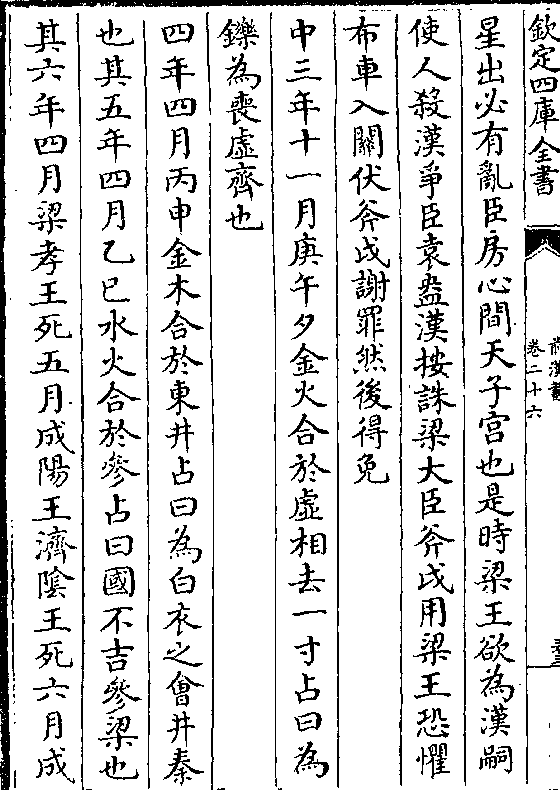 欽定四庫全書
前漢書
卷二十六
星出必有亂臣房心間天子宫也是時梁王欲為漢嗣
使人殺漢爭臣袁盎漢按誅梁大臣斧戉用梁王恐懼
布車入關伏斧戉謝罪然後得免
中三年十一月庚午夕金火合於虛相去一寸占曰為
鑠為喪虛齊也
四年四月丙申金木合於東井占曰為白衣之會井秦
也其五年四月乙巳水火合於參占曰國不吉參梁也
其六年四月梁孝王死五月成陽王濟隂王死六月成